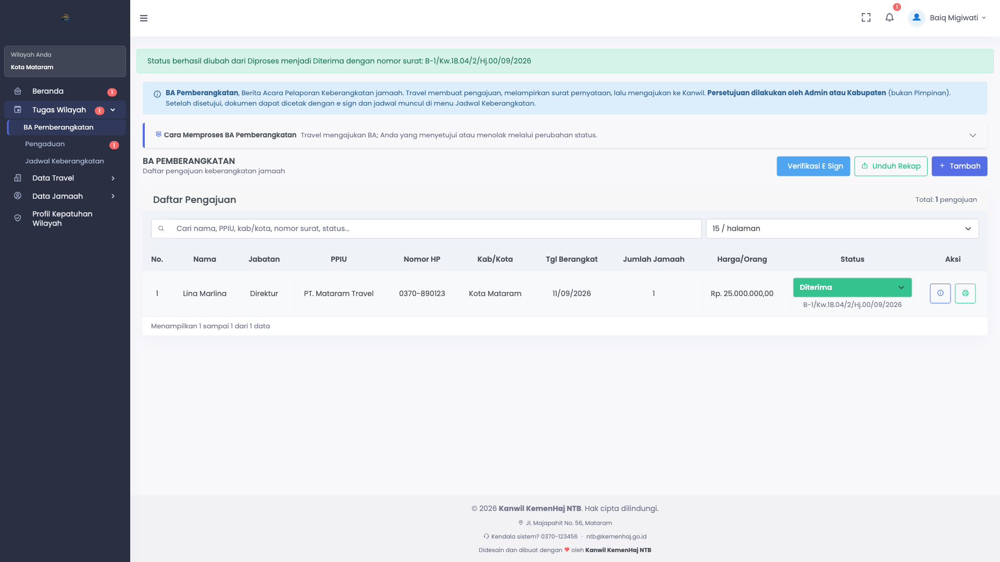 1
Baiq Migiwati
Wilayah Anda
Kota Mataram
Beranda 1
Tugas Wilayah 1
BA Pemberangkatan
Pengaduan 1
Jadwal Keberangkatan
Data Travel
Data Jamaah
Profil Kepatuhan
Wilayah
Status berhasil diubah dari Diproses menjadi Diterima dengan nomor surat: B-1/Kw.18.04/2/Hj.00/09/2026
BA Pemberangkatan, Berita Acara Pelaporan Keberangkatan jamaah. Travel membuat pengajuan, melampirkan surat pernyataan, lalu mengajukan ke Kanwil. Persetujuan dilakukan oleh Admin atau Kabupaten (bukan Pimpinan).
Setelah disetujui, dokumen dapat dicetak dengan e sign dan jadwal muncul di menu Jadwal Keberangkatan.
Cara Memproses BA Pemberangkatan Travel mengajukan BA; Anda yang menyetujui atau menolak melalui perubahan status.
BA PEMBERANGKATAN
Daftar pengajuan keberangkatan jamaah
Verifikasi E Sign
Unduh Rekap
+ Tambah
Daftar Pengajuan
Total: 1 pengajuan
Cari nama, PPIU, kab/kota, nomor surat, status...
15 / halaman
No. Nama Jabatan PPIU Nomor HP Kab/Kota Tgl Berangkat Jumlah Jamaah Harga/Orang Status Aksi
1 Lina Marlina Direktur PT. Mataram Travel 0370-890123 Kota Mataram 11/09/2026 1 Rp. 25.000.000,00 Diterima
B-1/Kw.18.04/2/Hj.00/09/2026
Menampilkan 1 sampai 1 dari 1 data
© 2026 Kanwil KemenHaj NTB. Hak cipta dilindungi.
Jl. Majapahit No. 56, Mataram
Kendala sistem? 0370-123456 · ntb@kemenhaj.go.id
Didesain dan dibuat dengan ❤ oleh Kanwil KemenHaj NTB